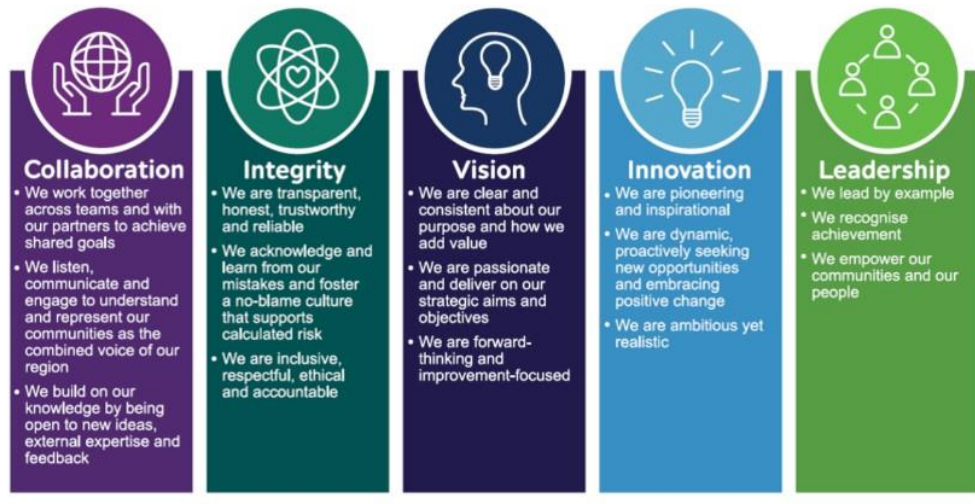 Collaboration
• We work together
across teams and with
our partners to achieve
shared goals
• We listen,
communicate and
engage to understand
and represent our
communities as the
combined voice of our
region
• We build on our
knowledge by being
open to new ideas,
external expertise and
feedback
Integrity
• We are transparent,
honest, trustworthy
and reliable
• We acknowledge and
learn from our
mistakes and foster
a no-blame culture
that supports
calculated risk
• We are inclusive,
respectful, ethical
and accountable
Vision
• We are clear and
consistent about our
purpose and how we
add value
• We are passionate
and deliver on our
strategic aims and
objectives
• We are forward-
thinking and
improvement-focused
Innovation
• We are pioneering
and inspirational
• We are dynamic,
proactively seeking
new opportunities
and embracing
positive change
• We are ambitious yet
realistic
Leadership
• We lead by example
• We recognise
achievement
• We empower our
communities and our
people